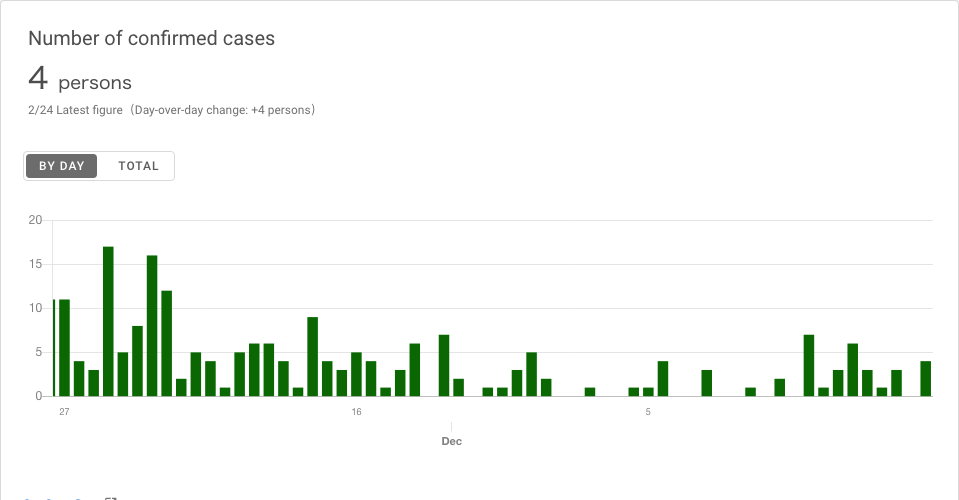 Number of confirmed cases
4 persons
2/24 Latest figure（Day-over-day change: +4 persons）
BY DAY TOTAL
20
15
10
5
0
27 16 5
Dec